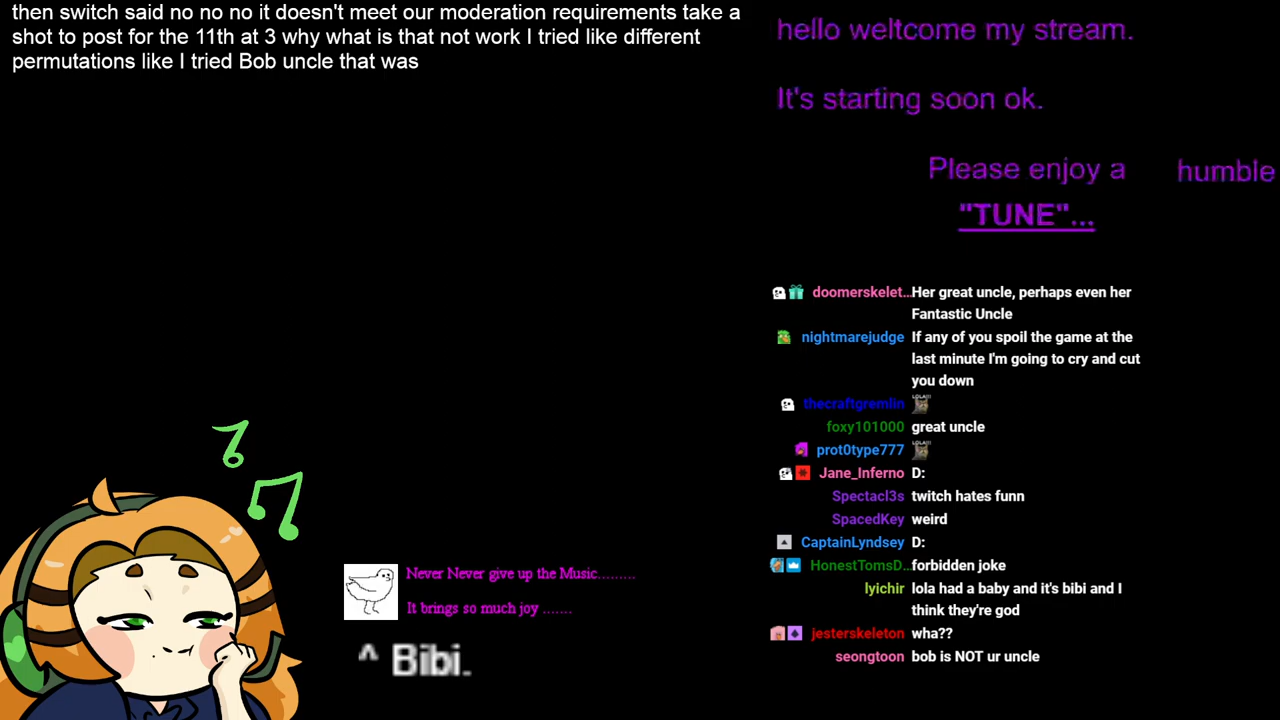 then switch said no no no it doesn't meet our moderation requirements take a
shot to post for the 11th at 3 why what is that not work I tried like different
permutations like I tried Bob uncle that was
hello weltcome my stream.
It's starting soon ok.
Please enjoy a humble
"TUNE"...
doomerskelet... Her great uncle, perhaps even her
Fantastic Uncle
nightmarejudge If any of you spoil the game at the
last minute I'm going to cry and cut
you down
thecraftgremlin
foxy101000 great uncle
prot0type777
Jane_Inferno D:
Spectacl3s twitch hates funn
SpacedKey weird
CaptainLyndsey D:
HonestTomsD... forbidden joke
lyichir lola had a baby and it's bibi and I
think they're god
jesterskeleton wha??
seongtoon bob is NOT ur uncle
Never Never give up the Music.........
It brings so much joy .......
^ Bibi.